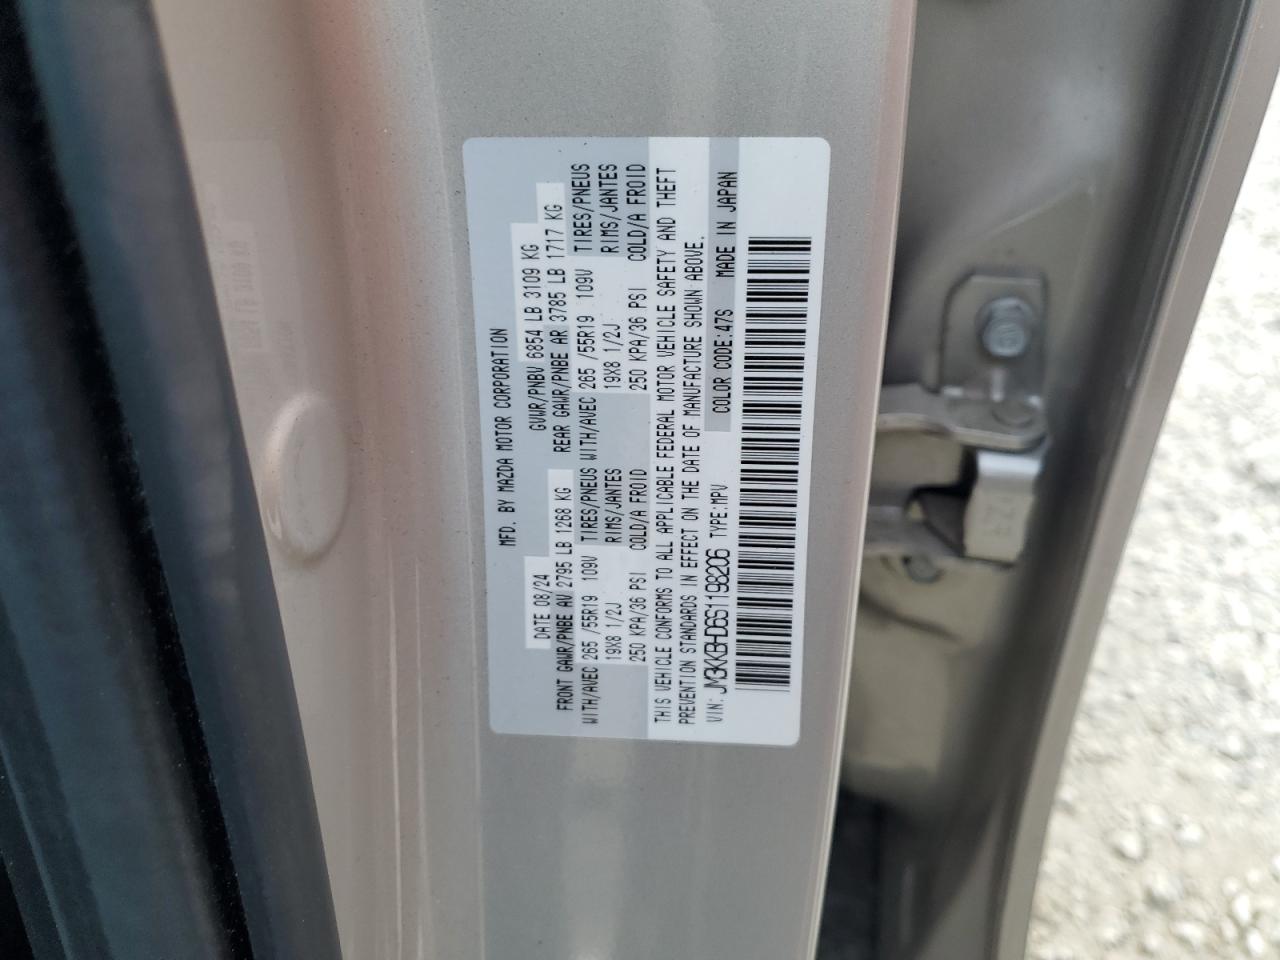 MFD. BY MAZDA MOTOR CORPORATION
DATE 08/24 GVWR/PNBV 6854 LB 3109 KG
FRONT GAWR/PNBE AV 2795 LB 1268 KG REAR GAWR/PNBE AR 3785 LB 1717 KG
WITH/AVEC 265 /55R19 109V TIRES/PNEUS WITH/AVEC 265 /55R19 109V TIRES/PNEUS
19X8 1/2J RIMS/JANTES 19X8 1/2J RIMS/JANTES
250 KPA/36 PSI COLD/A FROID 250 KPA/36 PSI COLD/A FROID
THIS VEHICLE CONFORMS TO ALL APPLICABLE FEDERAL MOTOR VEHICLE SAFETY AND THEFT
PREVENTION STANDARDS IN EFFECT ON THE DATE OF MANUFACTURE SHOWN ABOVE.
VIN: JM3KKBHD6S1198206 TYPE:MPV COLOR CODE:47S MADE IN JAPAN